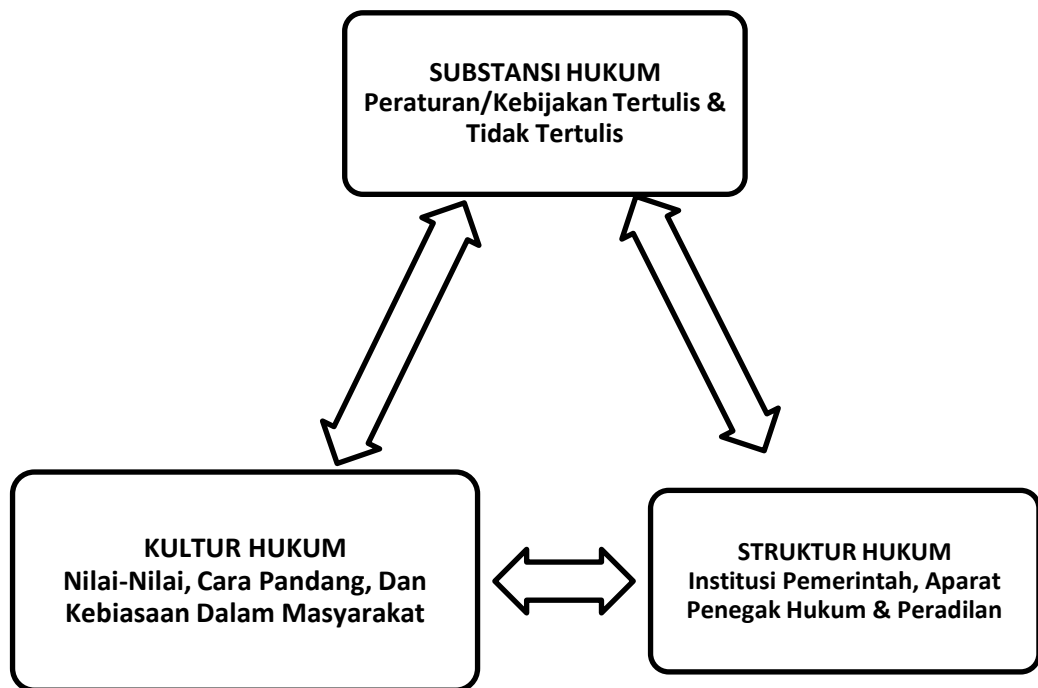 SUBSTANSI HUKUM
Peraturan/Kebijakan Tertulis &
Tidak Tertulis
KULTUR HUKUM
Nilai-Nilai, Cara Pandang, Dan
Kebiasaan Dalam Masyarakat
STRUKTUR HUKUM
Institusi Pemerintah, Aparat
Penegak Hukum & Peradilan